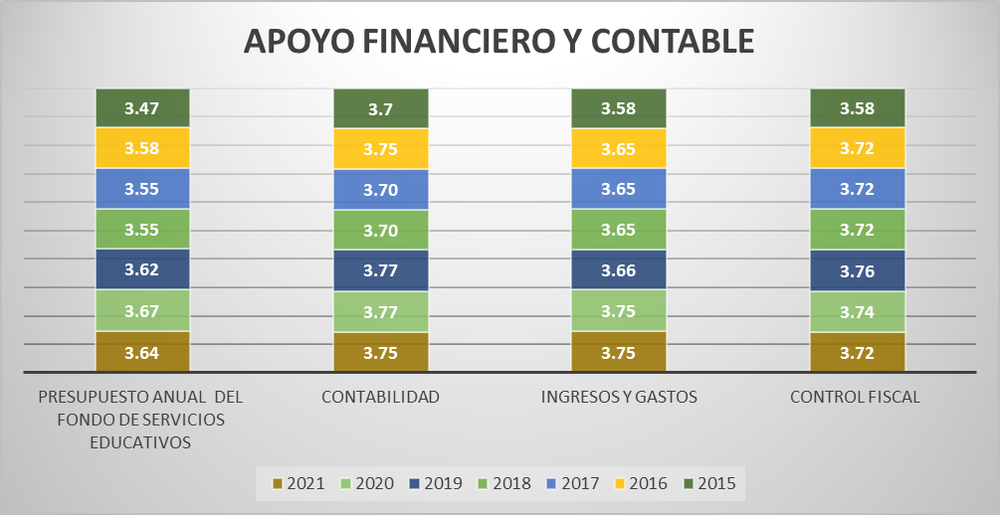 APOYO FINANCIERO Y CONTABLE
3.47 3.7 3.58 3.58
3.58 3.75 3.65 3.72
3.55 3.70 3.65 3.72
3.55 3.70 3.65 3.72
3.62 3.77 3.66 3.76
3.67 3.77 3.75 3.74
3.64 3.75 3.75 3.72
PRESUPUESTO ANUAL DEL CONTABILIDAD INGRESOS Y GASTOS CONTROL FISCAL
FONDO DE SERVICIOS
EDUCATIVOS
2021 2020 2019 2018 2017 2016 2015